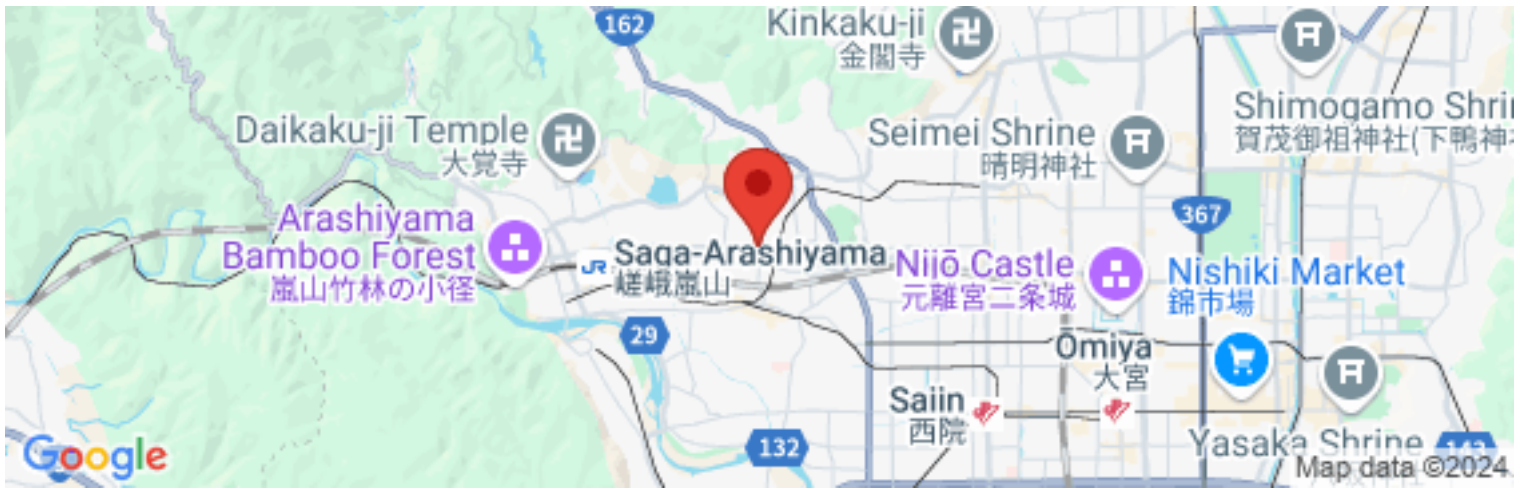 162
Kinkaku-ji
金閣寺
Shimogamo Shrin
賀茂御祖神社(下鴨神社
Daikaku-ji Temple
大覚寺
Seimei Shrine
晴明神社
367
Arashiyama
Bamboo Forest
嵐山竹林の小径
JR
Saga-Arashiyama
嵯峨嵐山
Nijō Castle
元離宮二条城
Nishiki Market
錦市場
29
Ōmiya
大宮
Saiin
西院
132
Yasaka Shrine
143
Google
Map data ©2024